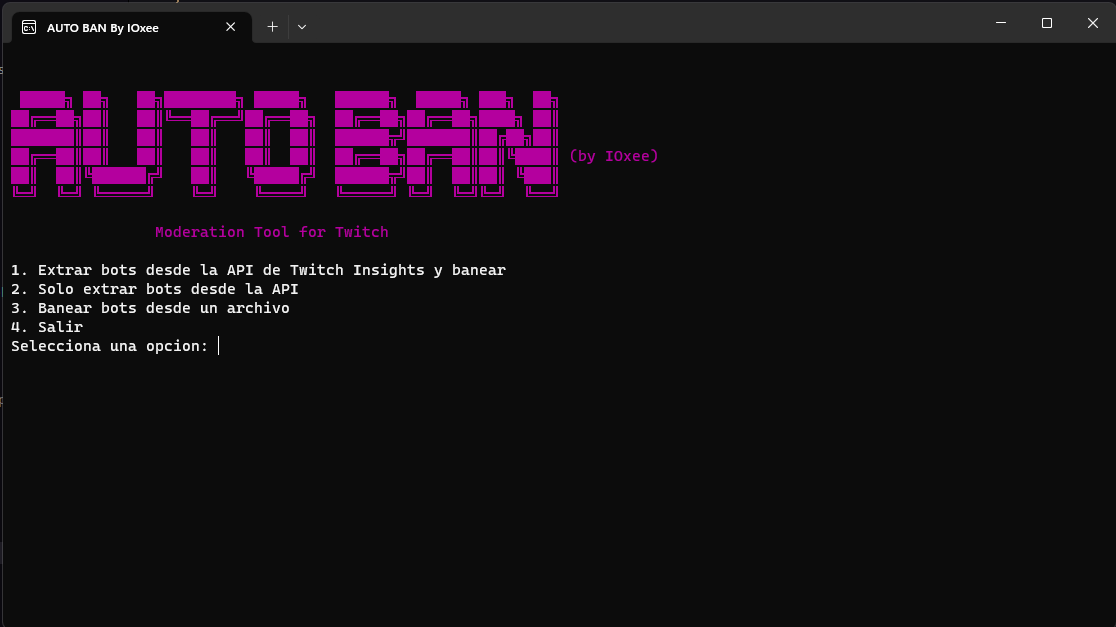 AUTO BAN By IOxee
AUTO BAN (by IOxee)
Moderation Tool for Twitch
1. Extrar bots desde la API de Twitch Insights y banear
2. Solo extrar bots desde la API
3. Banear bots desde un archivo
4. Salir
Selecciona una opcion: